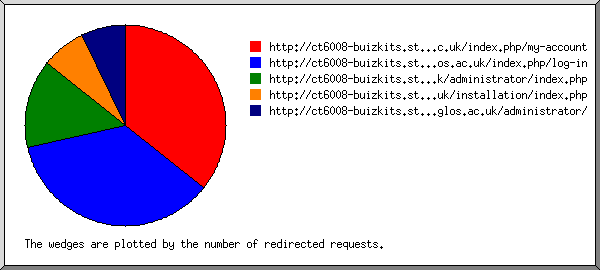 http://ct6008-buizkits.st...c.uk/index.php/my-account
http://ct6008-buizkits.st...os.ac.uk/index.php/log-in
http://ct6008-buizkits.st...k/administrator/index.php
http://ct6008-buizkits.st...uk/installation/index.php
http://ct6008-buizkits.st...glos.ac.uk/administrator/
The wedges are plotted by the number of redirected requests.